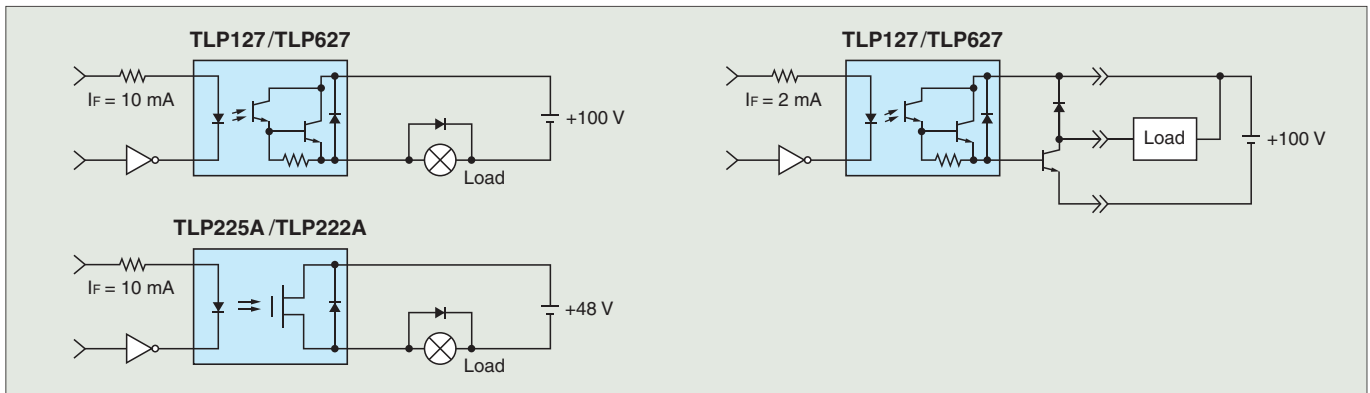 TLP127/TLP627
IF = 10 mA
+100 V
Load
TLP127/TLP627
IF = 2 mA
Load
+100 V
TLP225A/TLP222A
IF = 10 mA
+48 V
Load